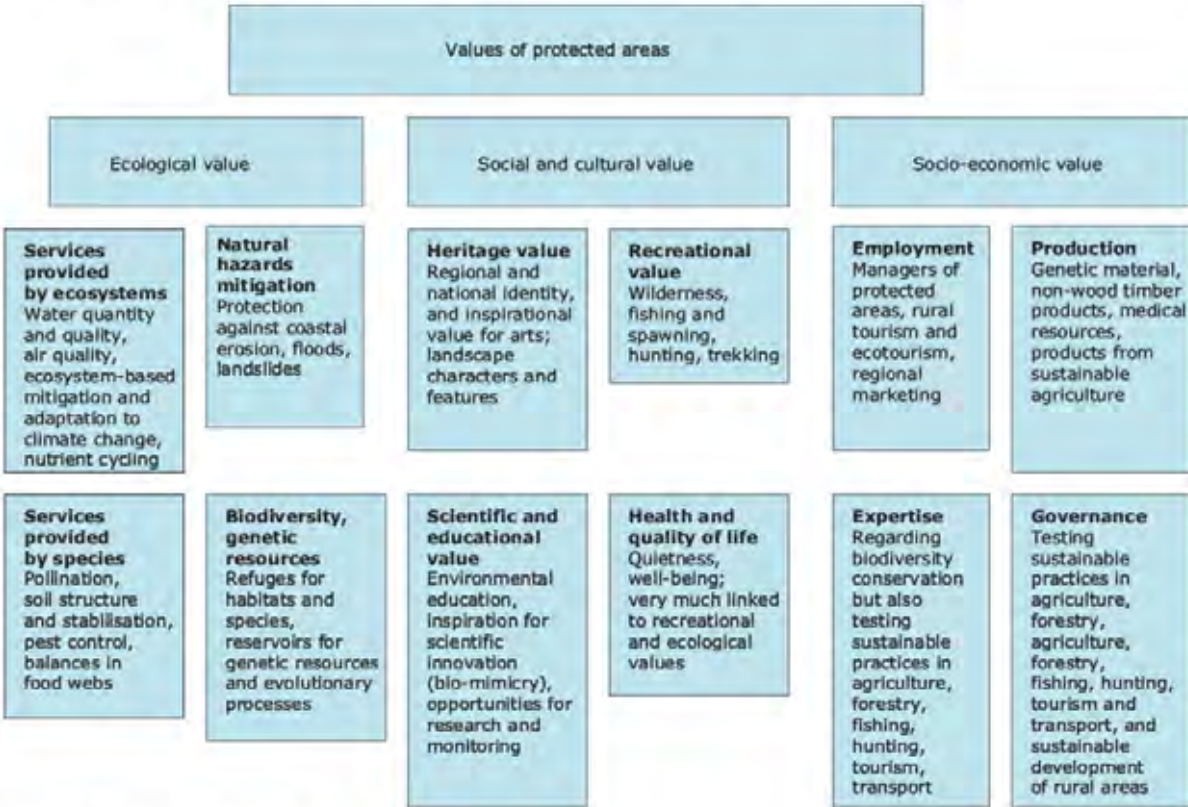 Values of protected areas
Ecological value
Social and cultural value
Socio-economic value
Services
provided
by ecosystems
Water quantity
and quality,
air quality,
ecosystem-based
mitigation and
adaptation to
climate change,
nutrient cycling
Natural
hazards
mitigation
Protection
against coastal
erosion, floods,
landslides
Heritage value
Regional and
national identity,
and inspirational
value for arts;
landscape
characters and
features
Recreational
value
Wilderness,
fishing and
spawning,
hunting, trekking
Employment
Managers of
protected
areas, rural
tourism and
ecotourism,
regional
marketing
Production
Genetic material,
non-wood timber
products, medical
resources,
products from
sustainable
agriculture
Services
provided
by species
Pollination,
soil structure
and stabilisation,
pest control,
balances in
food webs
Biodiversity,
genetic
resources
Refuges for
habitats and
species,
reservoirs for
genetic resources
and evolutionary
processes
Scientific and
educational
value
Environmental
education,
inspiration for
scientific
innovation
(bio-mimicry),
opportunities for
research and
monitoring
Health and
quality of life
Quietness,
well-being;
very much linked
to recreational
and ecological
values
Expertise
Regarding
biodiversity
conservation
but also
testing
sustainable
practices in
agriculture,
forestry,
fishing,
hunting,
tourism,
transport
Governance
Testing
sustainable
practices in
agriculture,
forestry,
agriculture,
forestry,
fishing, hunting,
tourism and
transport, and
sustainable
development
of rural areas